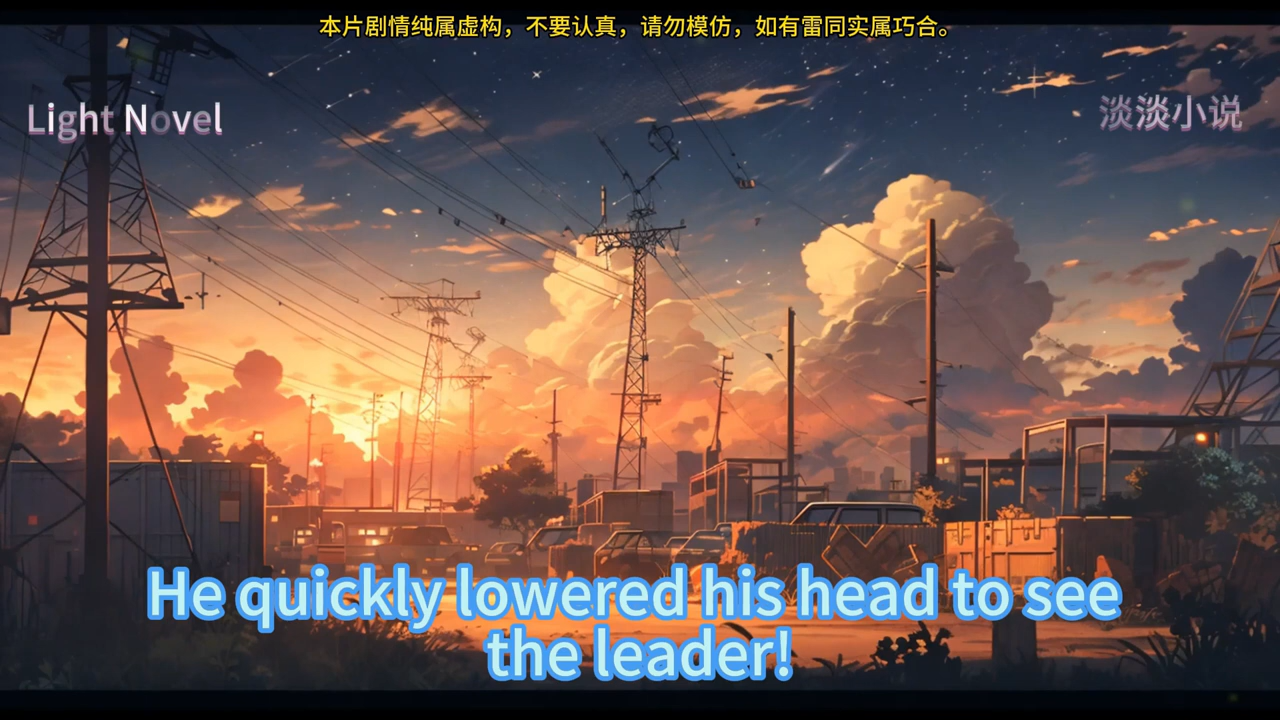 本片剧情纯属虚构，不要认真，请勿模仿，如有雷同实属巧合。
Light Novel
淡淡小说
He quickly lowered his head to see
the leader!